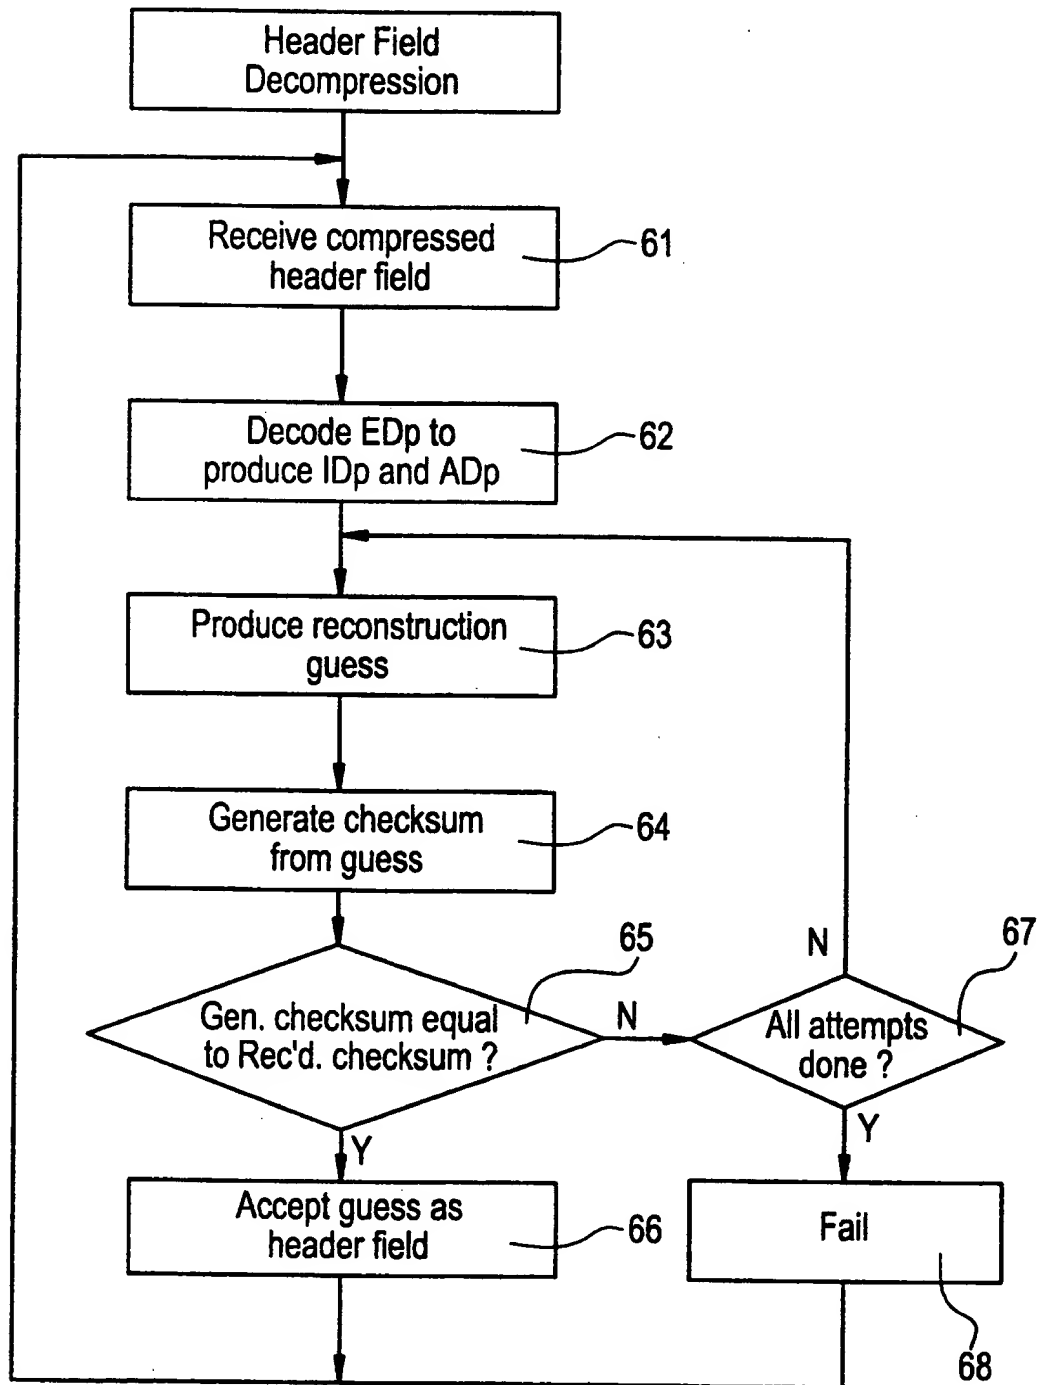 Header Field
Decompression
Receive compressed
header field
61
Decode EDp to
produce IDp and ADp
62
Produce reconstruction
guess
63
Generate checksum
from guess
64
Gen. checksum equal
to Rec'd. checksum ?
65
N
All attempts
done ?
67
N
Y
Y
Accept guess as
header field
66
Fail
68